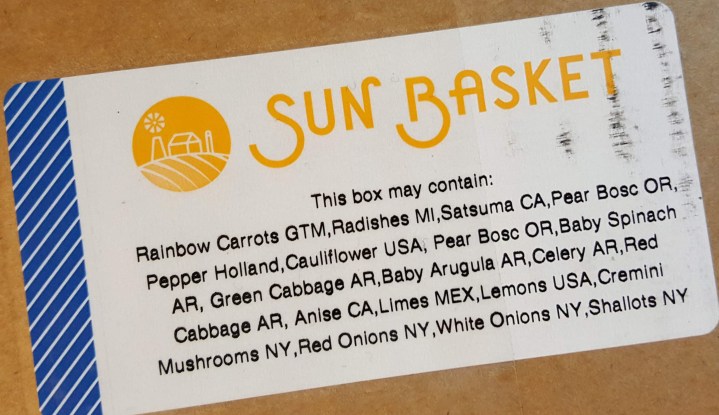 SUN BASKET
This box may contain:
Rainbow Carrots GTM,Radishes MI,Satsuma CA,Pear Bosc OR,
Pepper Holland,Cauliflower USA, Pear Bosc OR,Baby Spinach
AR, Green Cabbage AR,Baby Arugula AR,Celery AR,Red
Cabbage AR, Anise CA,Limes MEX,Lemons USA,Cremini
Mushrooms NY,Red Onions NY,White Onions NY,Shallots NY